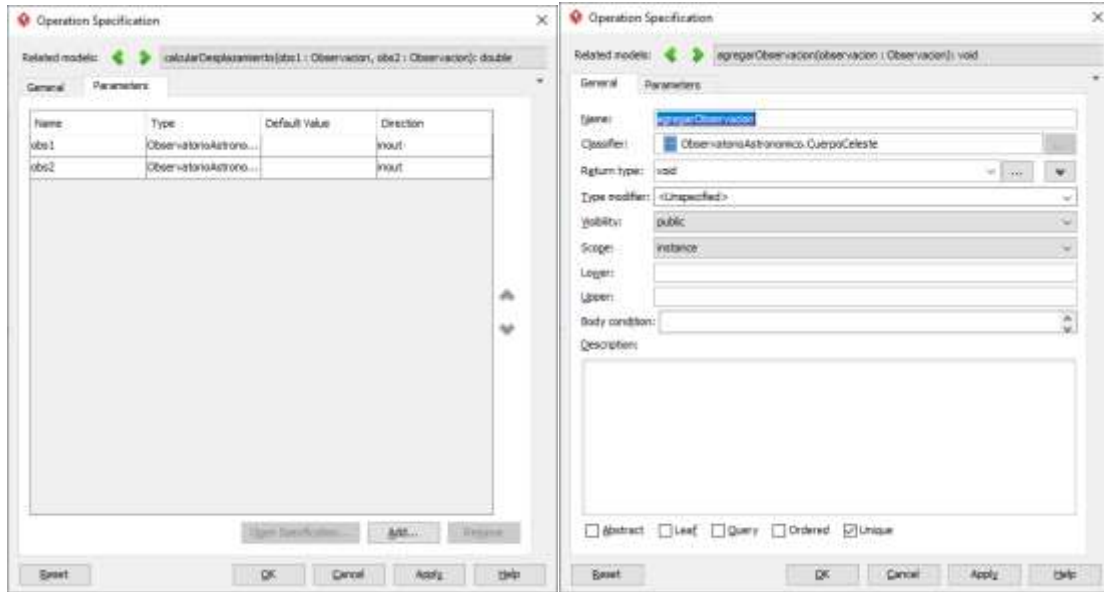 Operation Specification
Related models: calcularDesplazamiento(obs1 : Observacion, obs2 : Observacion): double
General Parameters
Name Type Default Value Direction
obs1 ObservatorioAstrono... inout
obs2 ObservatorioAstrono... inout
Open Specification... Add... Remove
Reset OK Cancel Apply Help
Operation Specification
Related models: agregarObservacion(observacion : Observacion): void
General Parameters
Name: agregarObservacion
Classifier: ObservatorioAstronomico.CuerpoCeleste ...
Return type: void ...
Type modifier: <Unspecified>
Visibility: public
Scope: instance
Lower:
Upper:
Body condition:
Description:
Abstract Leaf Query Ordered Unique
Reset OK Cancel Apply Help